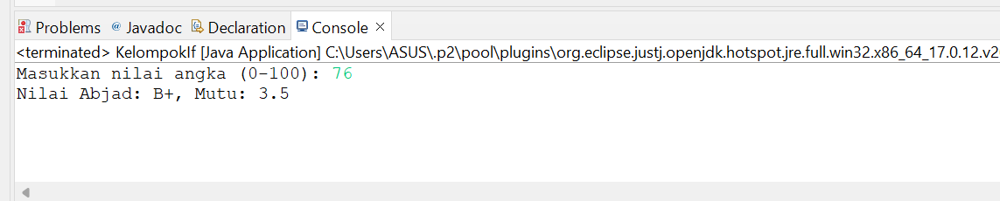 Problems @ Javadoc Declaration Console
<terminated> KelompokIf [Java Application] C:\Users\ASUS\.p2\pool\plugins\org.eclipse.justj.openjdk.hotspot.jre.full.win32.x86_64_17.0.12.v2
Masukkan nilai angka (0-100): 76
Nilai Abjad: B+, Mutu: 3.5